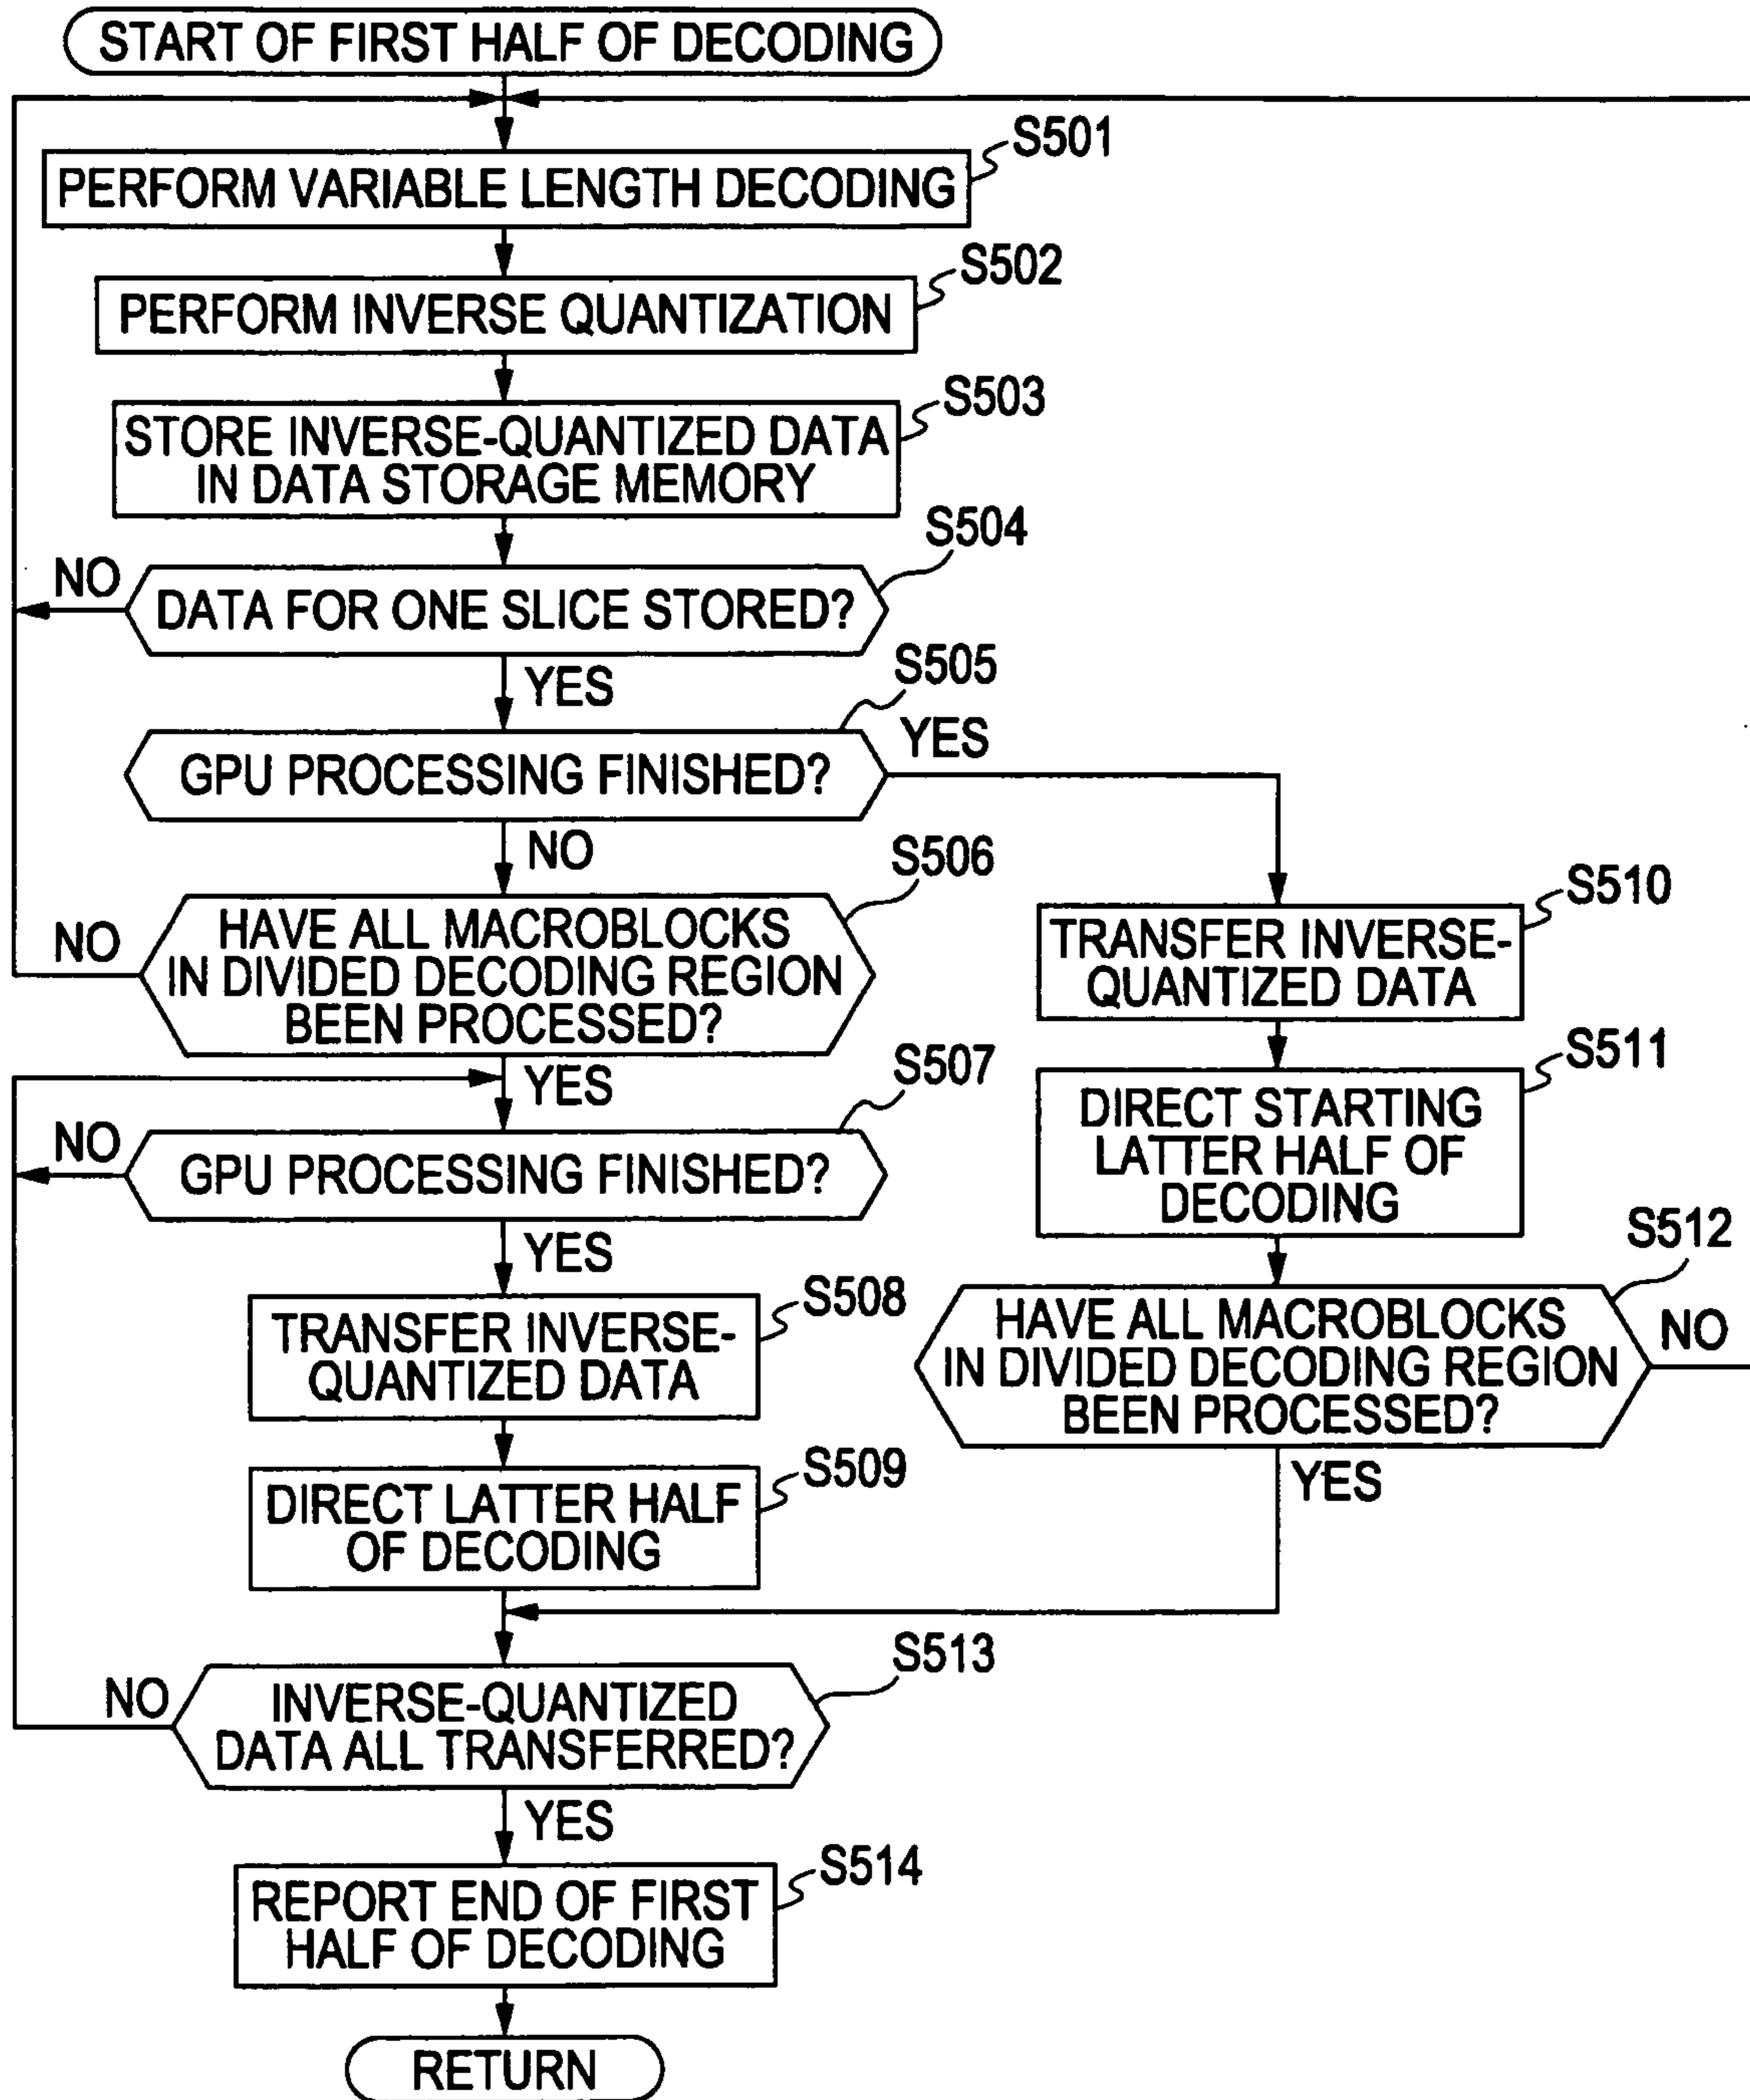 START OF FIRST HALF OF DECODING
S501
PERFORM VARIABLE LENGTH DECODING
S502
PERFORM INVERSE QUANTIZATION
S503
STORE INVERSE-QUANTIZED DATA
IN DATA STORAGE MEMORY
S504
NO
DATA FOR ONE SLICE STORED?
YES
S505
YES
GPU PROCESSING FINISHED?
NO
S506
NO
HAVE ALL MACROBLOCKS
IN DIVIDED DECODING REGION
BEEN PROCESSED?
S510
TRANSFER INVERSE-
QUANTIZED DATA
YES
S507
NO
GPU PROCESSING FINISHED?
YES
S511
DIRECT STARTING
LATTER HALF OF
DECODING
S508
TRANSFER INVERSE-
QUANTIZED DATA
S512
HAVE ALL MACROBLOCKS
IN DIVIDED DECODING REGION
BEEN PROCESSED?
NO
YES
S509
DIRECT LATTER HALF
OF DECODING
S513
NO
INVERSE-QUANTIZED
DATA ALL TRANSFERRED?
YES
S514
REPORT END OF FIRST
HALF OF DECODING
RETURN